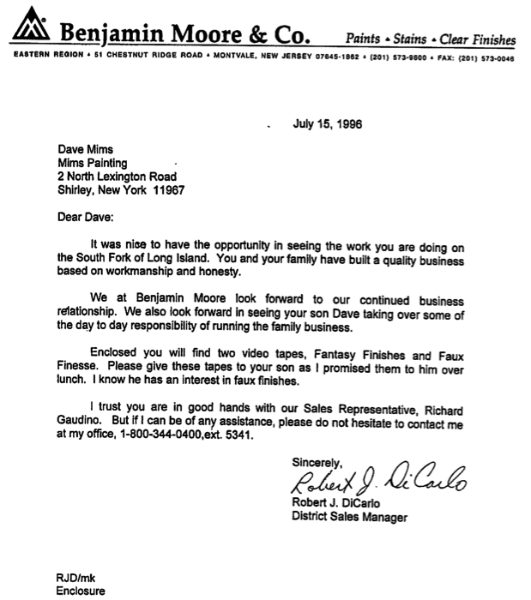 Benjamin Moore & Co. Paints • Stains • Clear Finishes
EASTERN REGION • 51 CHESTNUT RIDGE ROAD • MONTVALE, NEW JERSEY 07645-1862 • (201) 573-9600 • FAX: (201) 573-0046
July 15, 1996
Dave Mims
Mims Painting
2 North Lexington Road
Shirley, New York 11967
Dear Dave:
It was nice to have the opportunity in seeing the work you are doing on
the South Fork of Long Island. You and your family have built a quality business
based on workmanship and honesty.
We at Benjamin Moore look forward to our continued business
relationship. We also look forward in seeing your son Dave taking over some of
the day to day responsibility of running the family business.
Enclosed you will find two video tapes, Fantasy Finishes and Faux
Finesse. Please give these tapes to your son as I promised them to him over
lunch. I know he has an interest in faux finishes.
I trust you are in good hands with our Sales Representative, Richard
Gaudino. But if I can be of any assistance, please do not hesitate to contact me
at my office, 1-800-344-0400,ext. 5341.
Sincerely,
Robert J. DiCarlo
Robert J. DiCarlo
District Sales Manager
RJD/mk
Enclosure